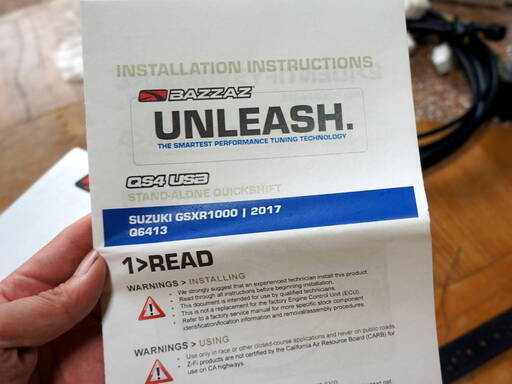 INSTALLATION INSTRUCTIONS
BAZZAZ
UNLEASH.
THE SMARTEST PERFORMANCE TUNING TECHNOLOGY
QS4 USB
STAND-ALONE QUICKSHIFT
SUZUKI GSXR1000 | 2017
Q6413
1>READ
WARNINGS > INSTALLING
• We strongly suggest that an experienced technician install this product.
• Read through all instructions before beginning installation.
• This document is intended for use by qualified technicians.
• This is not a replacement for the factory Engine Control Unit (ECU).
• Refer to a factory service manual for more specific stock component
identification/location information and removal/assembly procedures.
WARNINGS > USING
• Use only in race or other closed-course applications and never on public roads.
• Z-Fi products are not certified by the California Air Resource Board (CARB) for
use on CA highways.